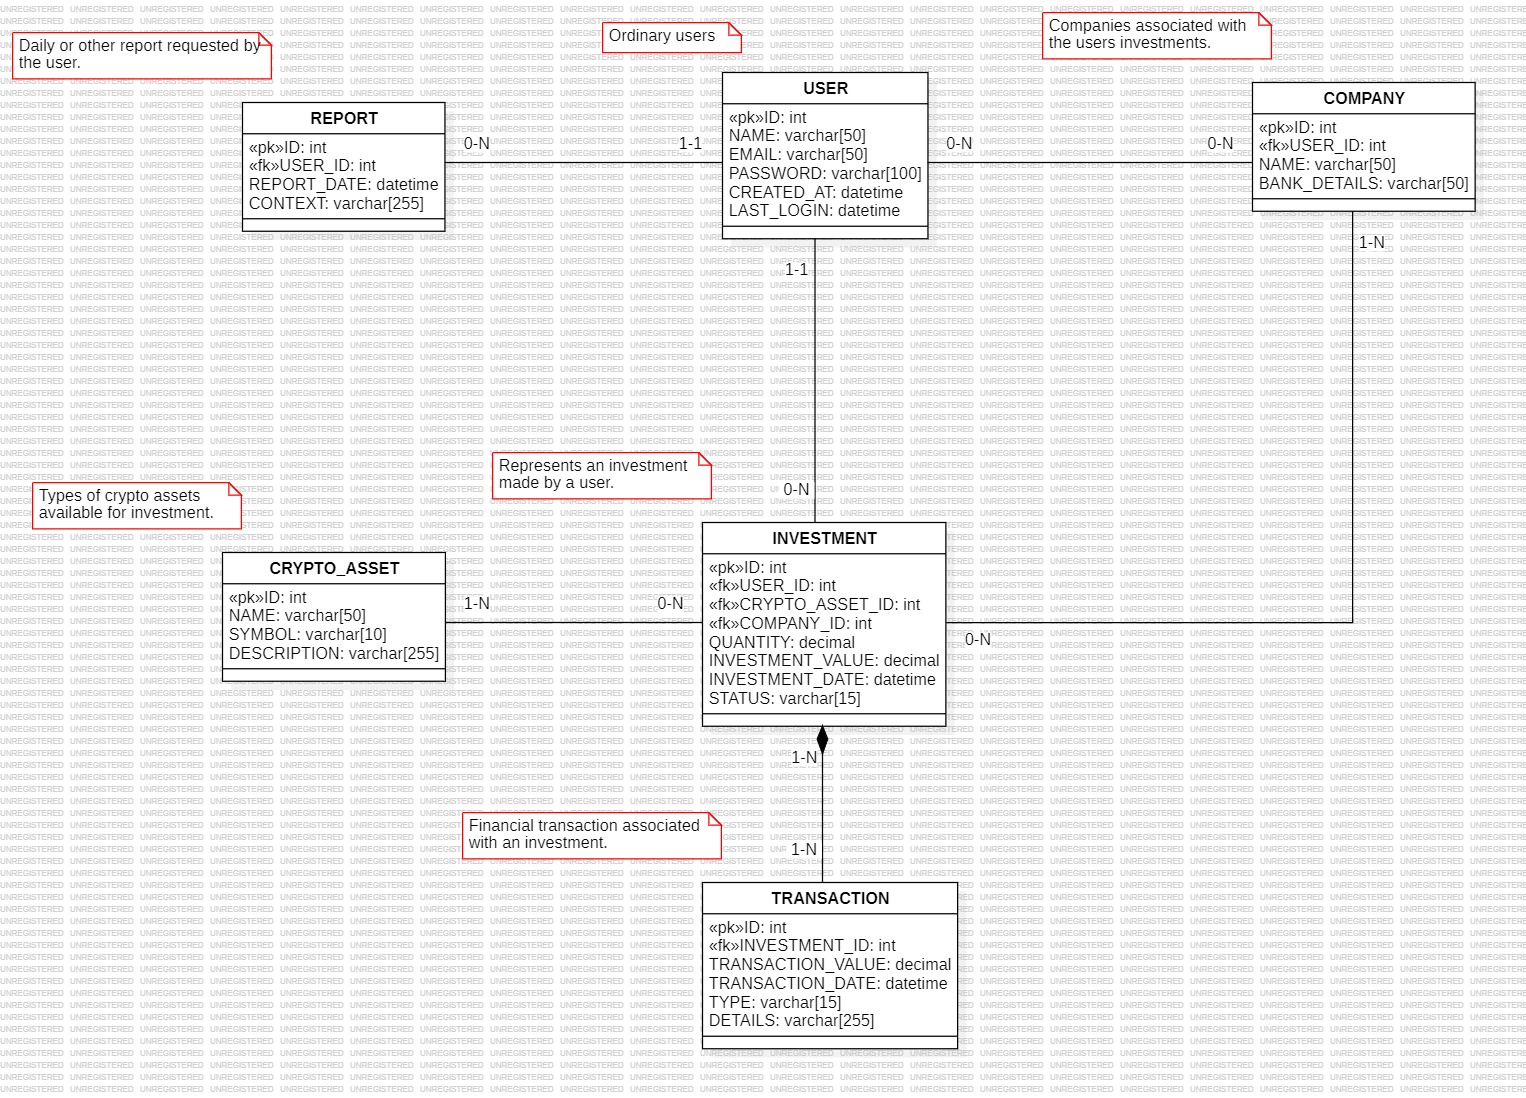 Daily or other report requested by
the user.
Ordinary users
Companies associated with
the users investments.
REPORT
«pk»ID: int
«fk»USER_ID: int
REPORT_DATE: datetime
CONTEXT: varchar[255]
0-N
1-1
USER
«pk»ID: int
NAME: varchar[50]
EMAIL: varchar[50]
PASSWORD: varchar[100]
CREATED_AT: datetime
LAST_LOGIN: datetime
0-N
0-N
COMPANY
«pk»ID: int
«fk»USER_ID: int
NAME: varchar[50]
BANK_DETAILS: varchar[50]
1-N
1-1
Represents an investment
made by a user.
0-N
Types of crypto assets
available for investment.
CRYPTO_ASSET
«pk»ID: int
NAME: varchar[50]
SYMBOL: varchar[10]
DESCRIPTION: varchar[255]
1-N
0-N
INVESTMENT
«pk»ID: int
«fk»USER_ID: int
«fk»CRYPTO_ASSET_ID: int
«fk»COMPANY_ID: int
QUANTITY: decimal
INVESTMENT_VALUE: decimal
INVESTMENT_DATE: datetime
STATUS: varchar[15]
0-N
1-N
Financial transaction associated
with an investment.
1-N
TRANSACTION
«pk»ID: int
«fk»INVESTMENT_ID: int
TRANSACTION_VALUE: decimal
TRANSACTION_DATE: datetime
TYPE: varchar[15]
DETAILS: varchar[255]
UNREGISTERED